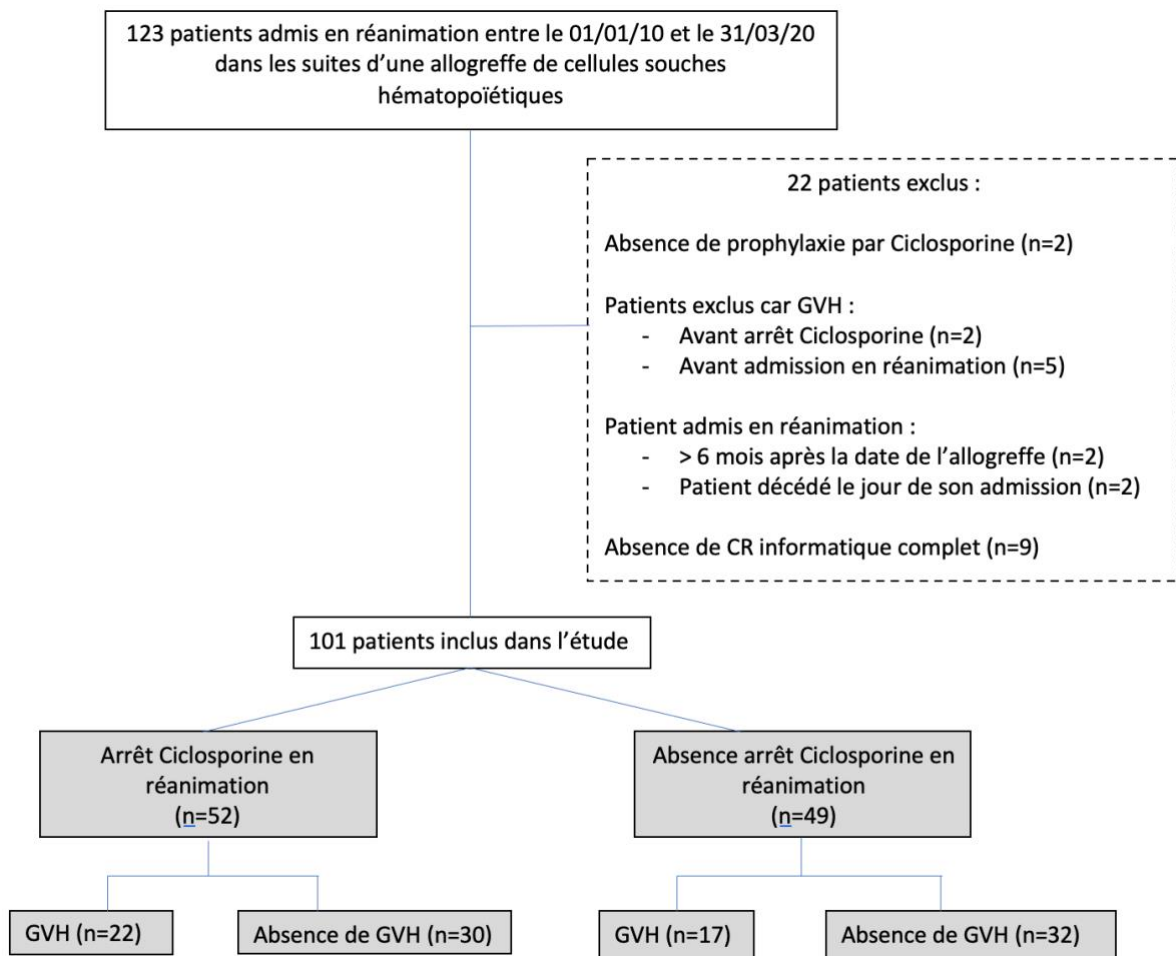 123 patients admis en réanimation entre le 01/01/10 et le 31/03/20
dans les suites d’une allogreffe de cellules souches
hématopoïétiques
22 patients exclus :
Absence de prophylaxie par Ciclosporine (n=2)
Patients exclus car GVH :
- Avant arrêt Ciclosporine (n=2)
- Avant admission en réanimation (n=5)
Patient admis en réanimation :
- > 6 mois après la date de l’allogreffe (n=2)
- Patient décédé le jour de son admission (n=2)
Absence de CR informatique complet (n=9)
101 patients inclus dans l’étude
Arrêt Ciclosporine en
réanimation
(n=52)
Absence arrêt Ciclosporine en
réanimation
(n=49)
GVH (n=22)
Absence de GVH (n=30)
GVH (n=17)
Absence de GVH (n=32)